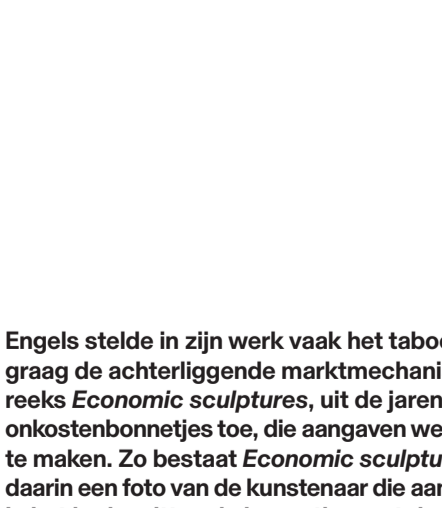 Engels stelde in zijn werk vaak het
graag de achterliggende
reeks Economic sculptures, uit de jaren
onkostenbonnetjes toe, die aangaven
te maken. Zo bestaat Economic
daarin een foto van de kunstenaar die